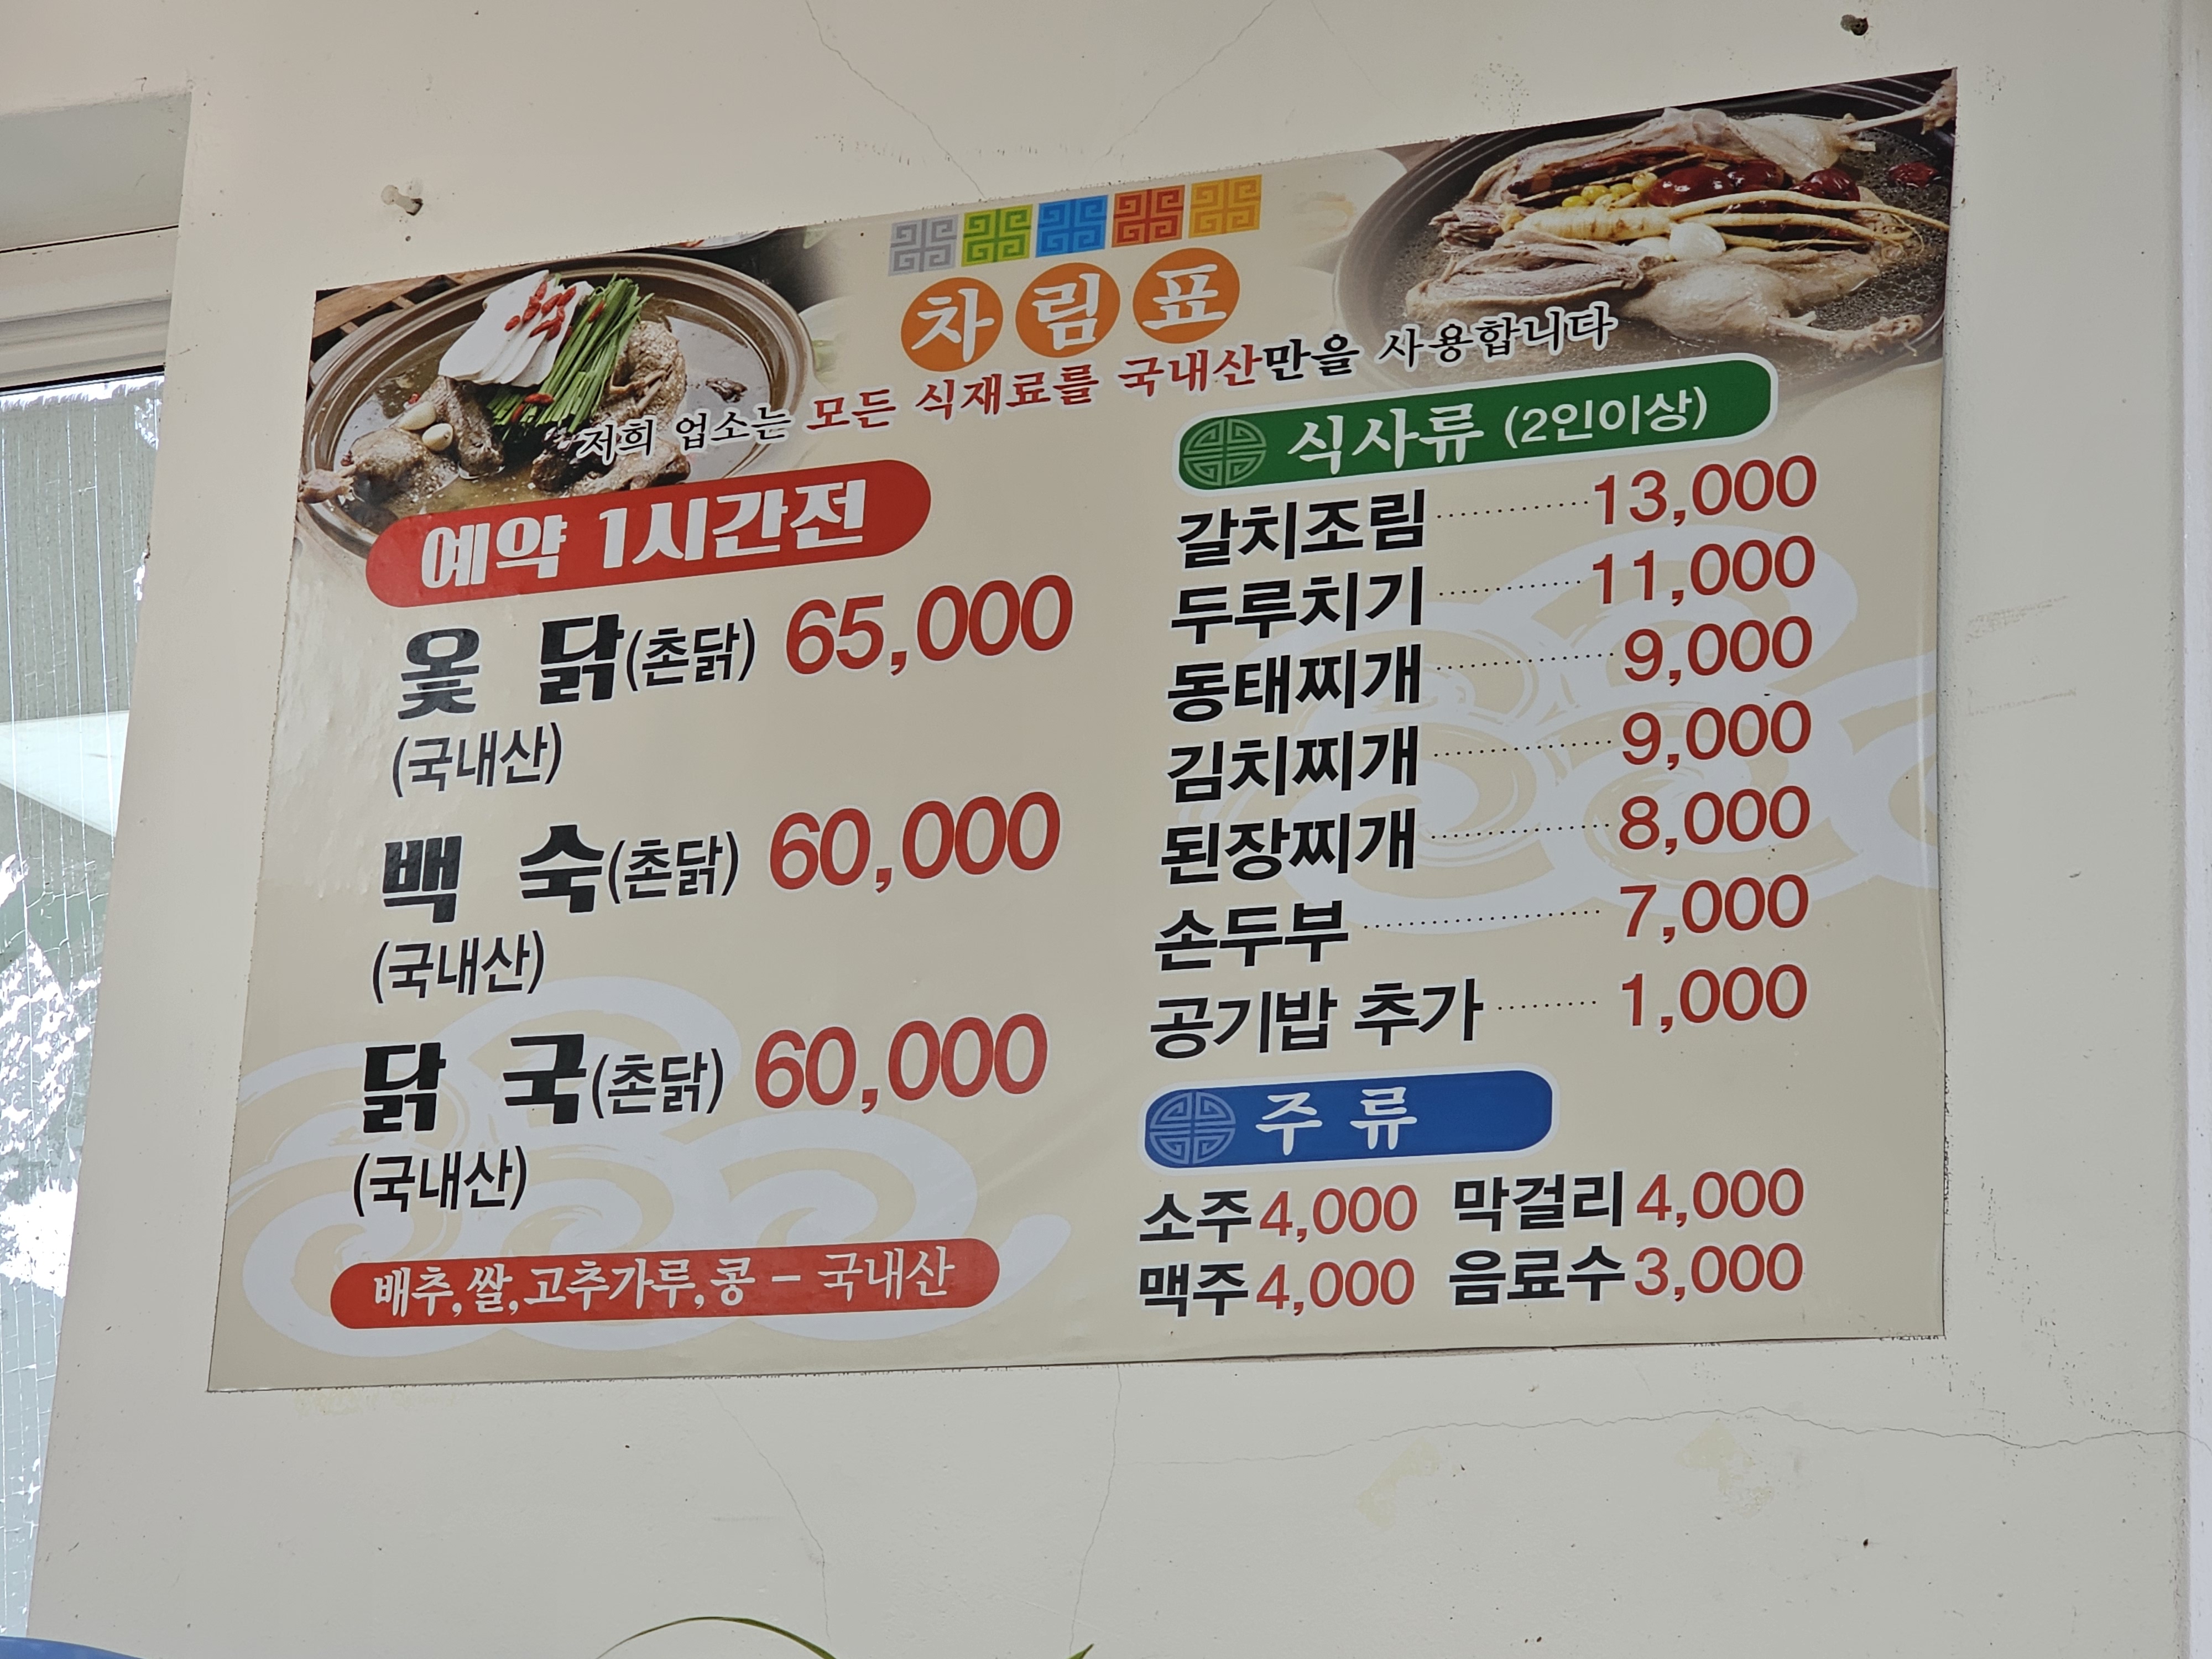 차림표
저희 업소는 모든 식재료를 국내산만을 사용합니다
예약 1시간전
옻 닭(촌닭) 65,000
(국내산)
백 숙(촌닭) 60,000
(국내산)
닭 국(촌닭) 60,000
(국내산)
배추,쌀,고추가루,콩 - 국내산
식사류 (2인이상)
갈치조림 13,000
두루치기 11,000
동태찌개 9,000
김치찌개 9,000
된장찌개 8,000
손두부 7,000
공기밥 추가 1,000
주류
소주 4,000 막걸리 4,000
맥주 4,000 음료수 3,000